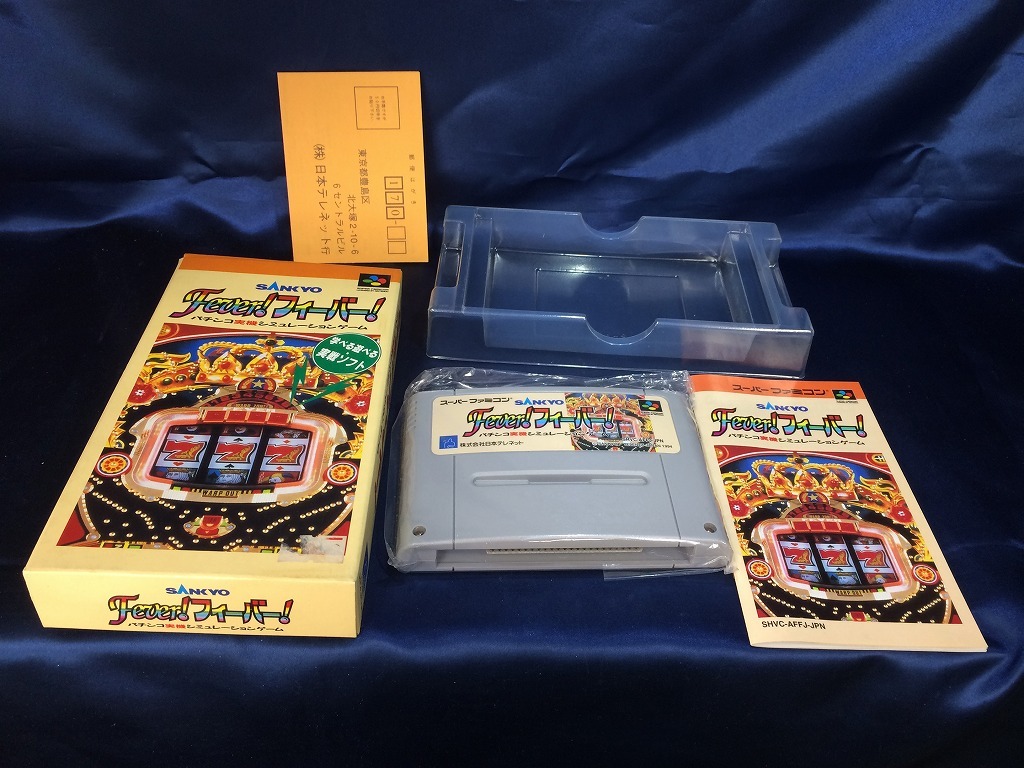 郵便はがき
170-
東京都豊島区
北大塚2-10-6
6セントラルビル
(株)日本テレネット行
SANKYO
Fever!フィーバー!
パチンコ実機シミュレーションゲーム
学べる遊べる
実戦ソフト
WARP OUT
SANKYO
Fever!フィーバー!
パチンコ実機シミュレーションゲーム
スーパーファミコン
SANKYO
Fever!フィーバー!
パチンコ実機シミュレーションゲーム
株式会社日本テレネット
スーパーファミコン
SANKYO
Fever!フィーバー!
パチンコ実機シミュレーションゲーム
WARP OUT
SHVC-AFFJ-JPN